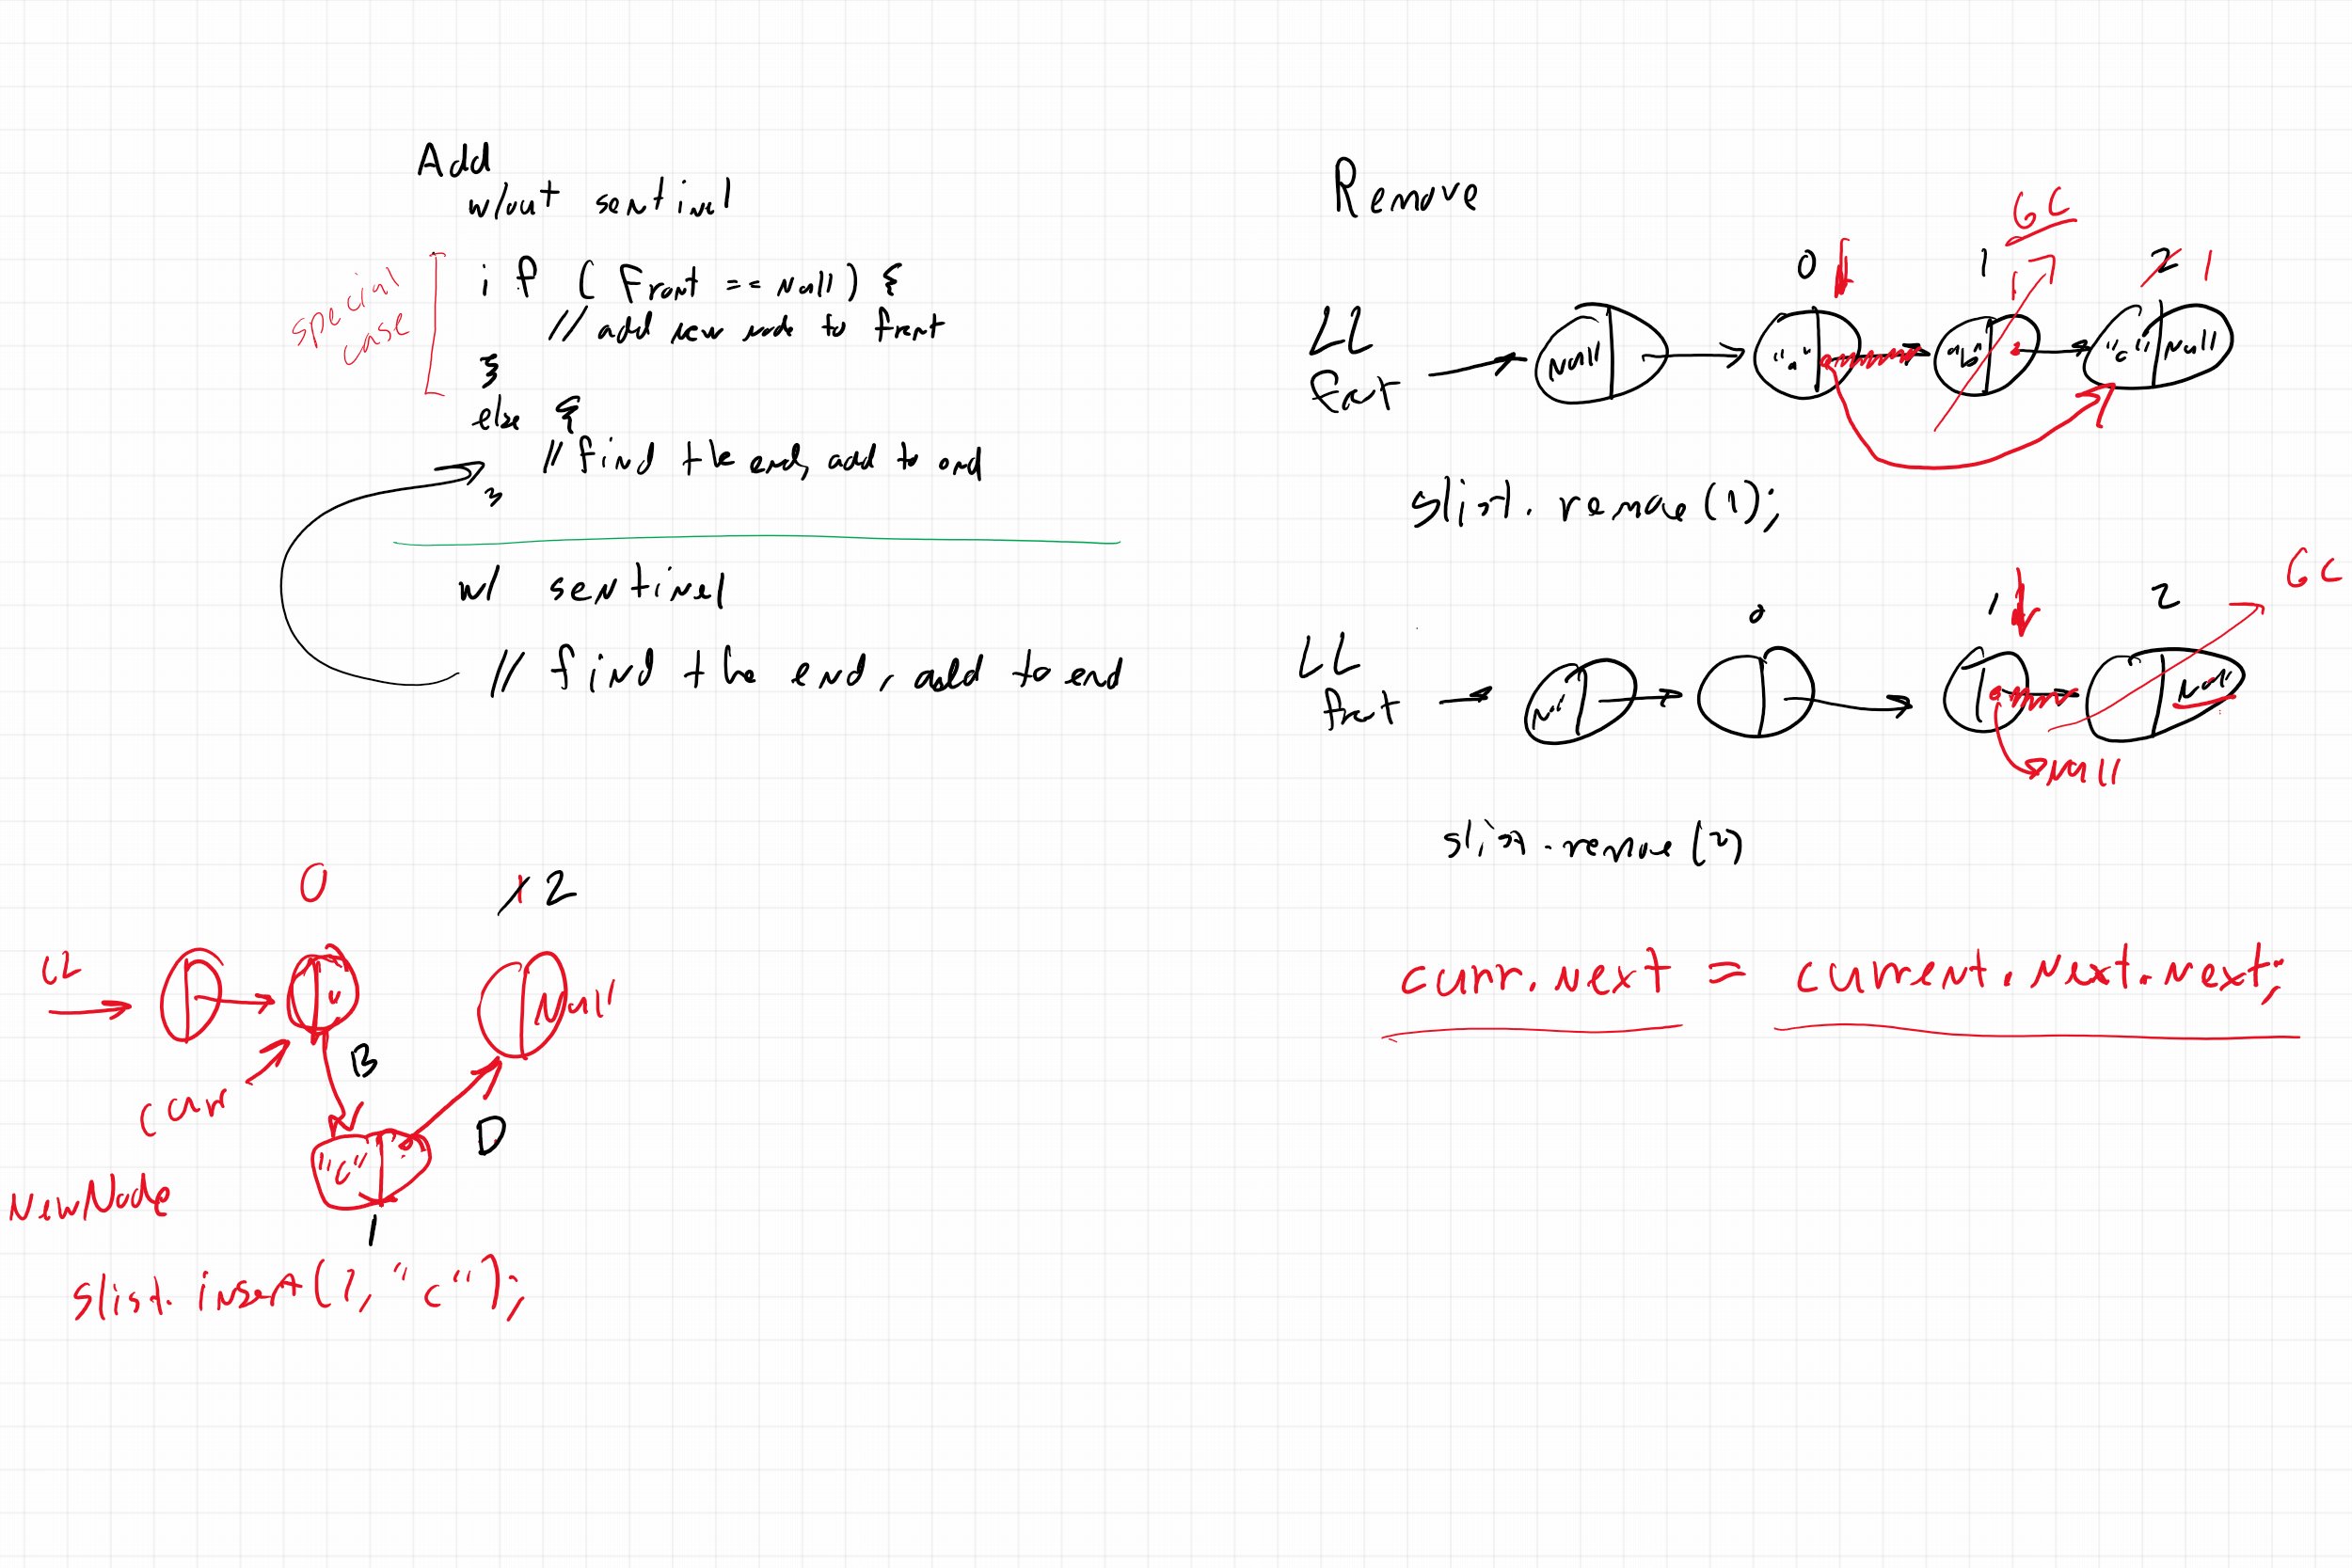 Add
w/out sentinel
special
case
if (Front == Null) {
// add new node to front
}
else {
// find the end, add to end
}
w/ sentinel
// find the end, add to end
0
1 2
LL
Null
curr
B
D
"c"
NewNode
1
slist.insert(1, "c");
Remove
GC
0 1 2 1
LL
front
Null "a" "b" "c" Null
slist.remove(1);
GC
0 1 2
LL
front
Null Null
Null
slist.remove(2)
curr.next = current.next.next;